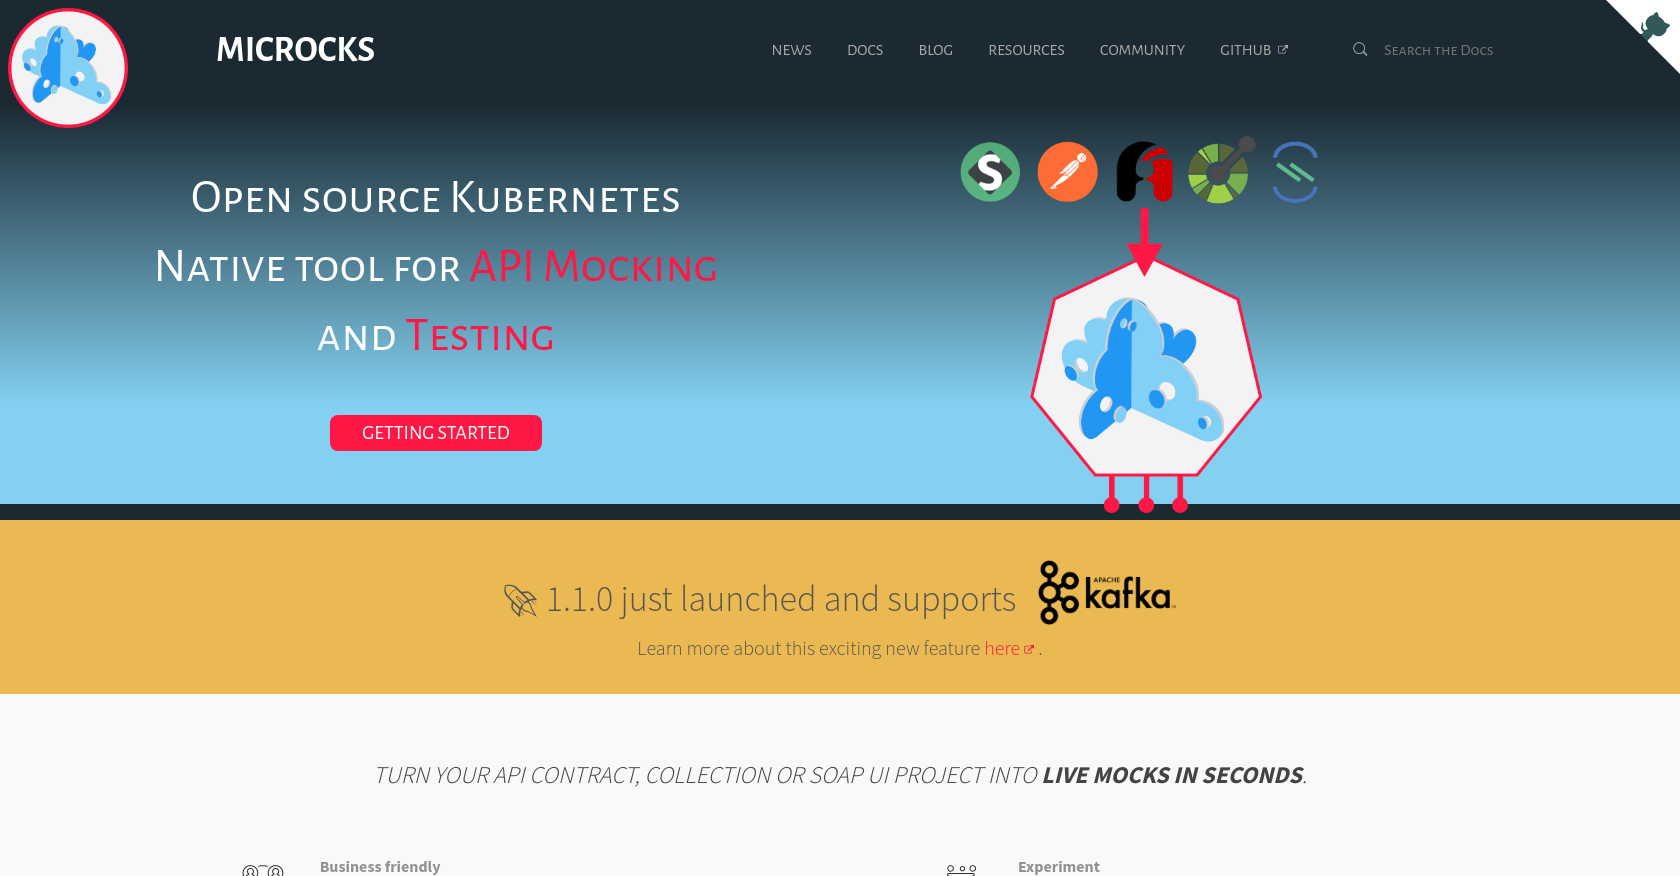 MICROCKS
NEWS DOCS BLOG RESOURCES COMMUNITY GITHUB Search the Docs
Open source Kubernetes
Native tool for API Mocking
and Testing
GETTING STARTED
1.1.0 just launched and supports APACHE kafka
Learn more about this exciting new feature here .
TURN YOUR API CONTRACT, COLLECTION OR SOAP UI PROJECT INTO LIVE MOCKS IN SECONDS.
Business friendly Experiment